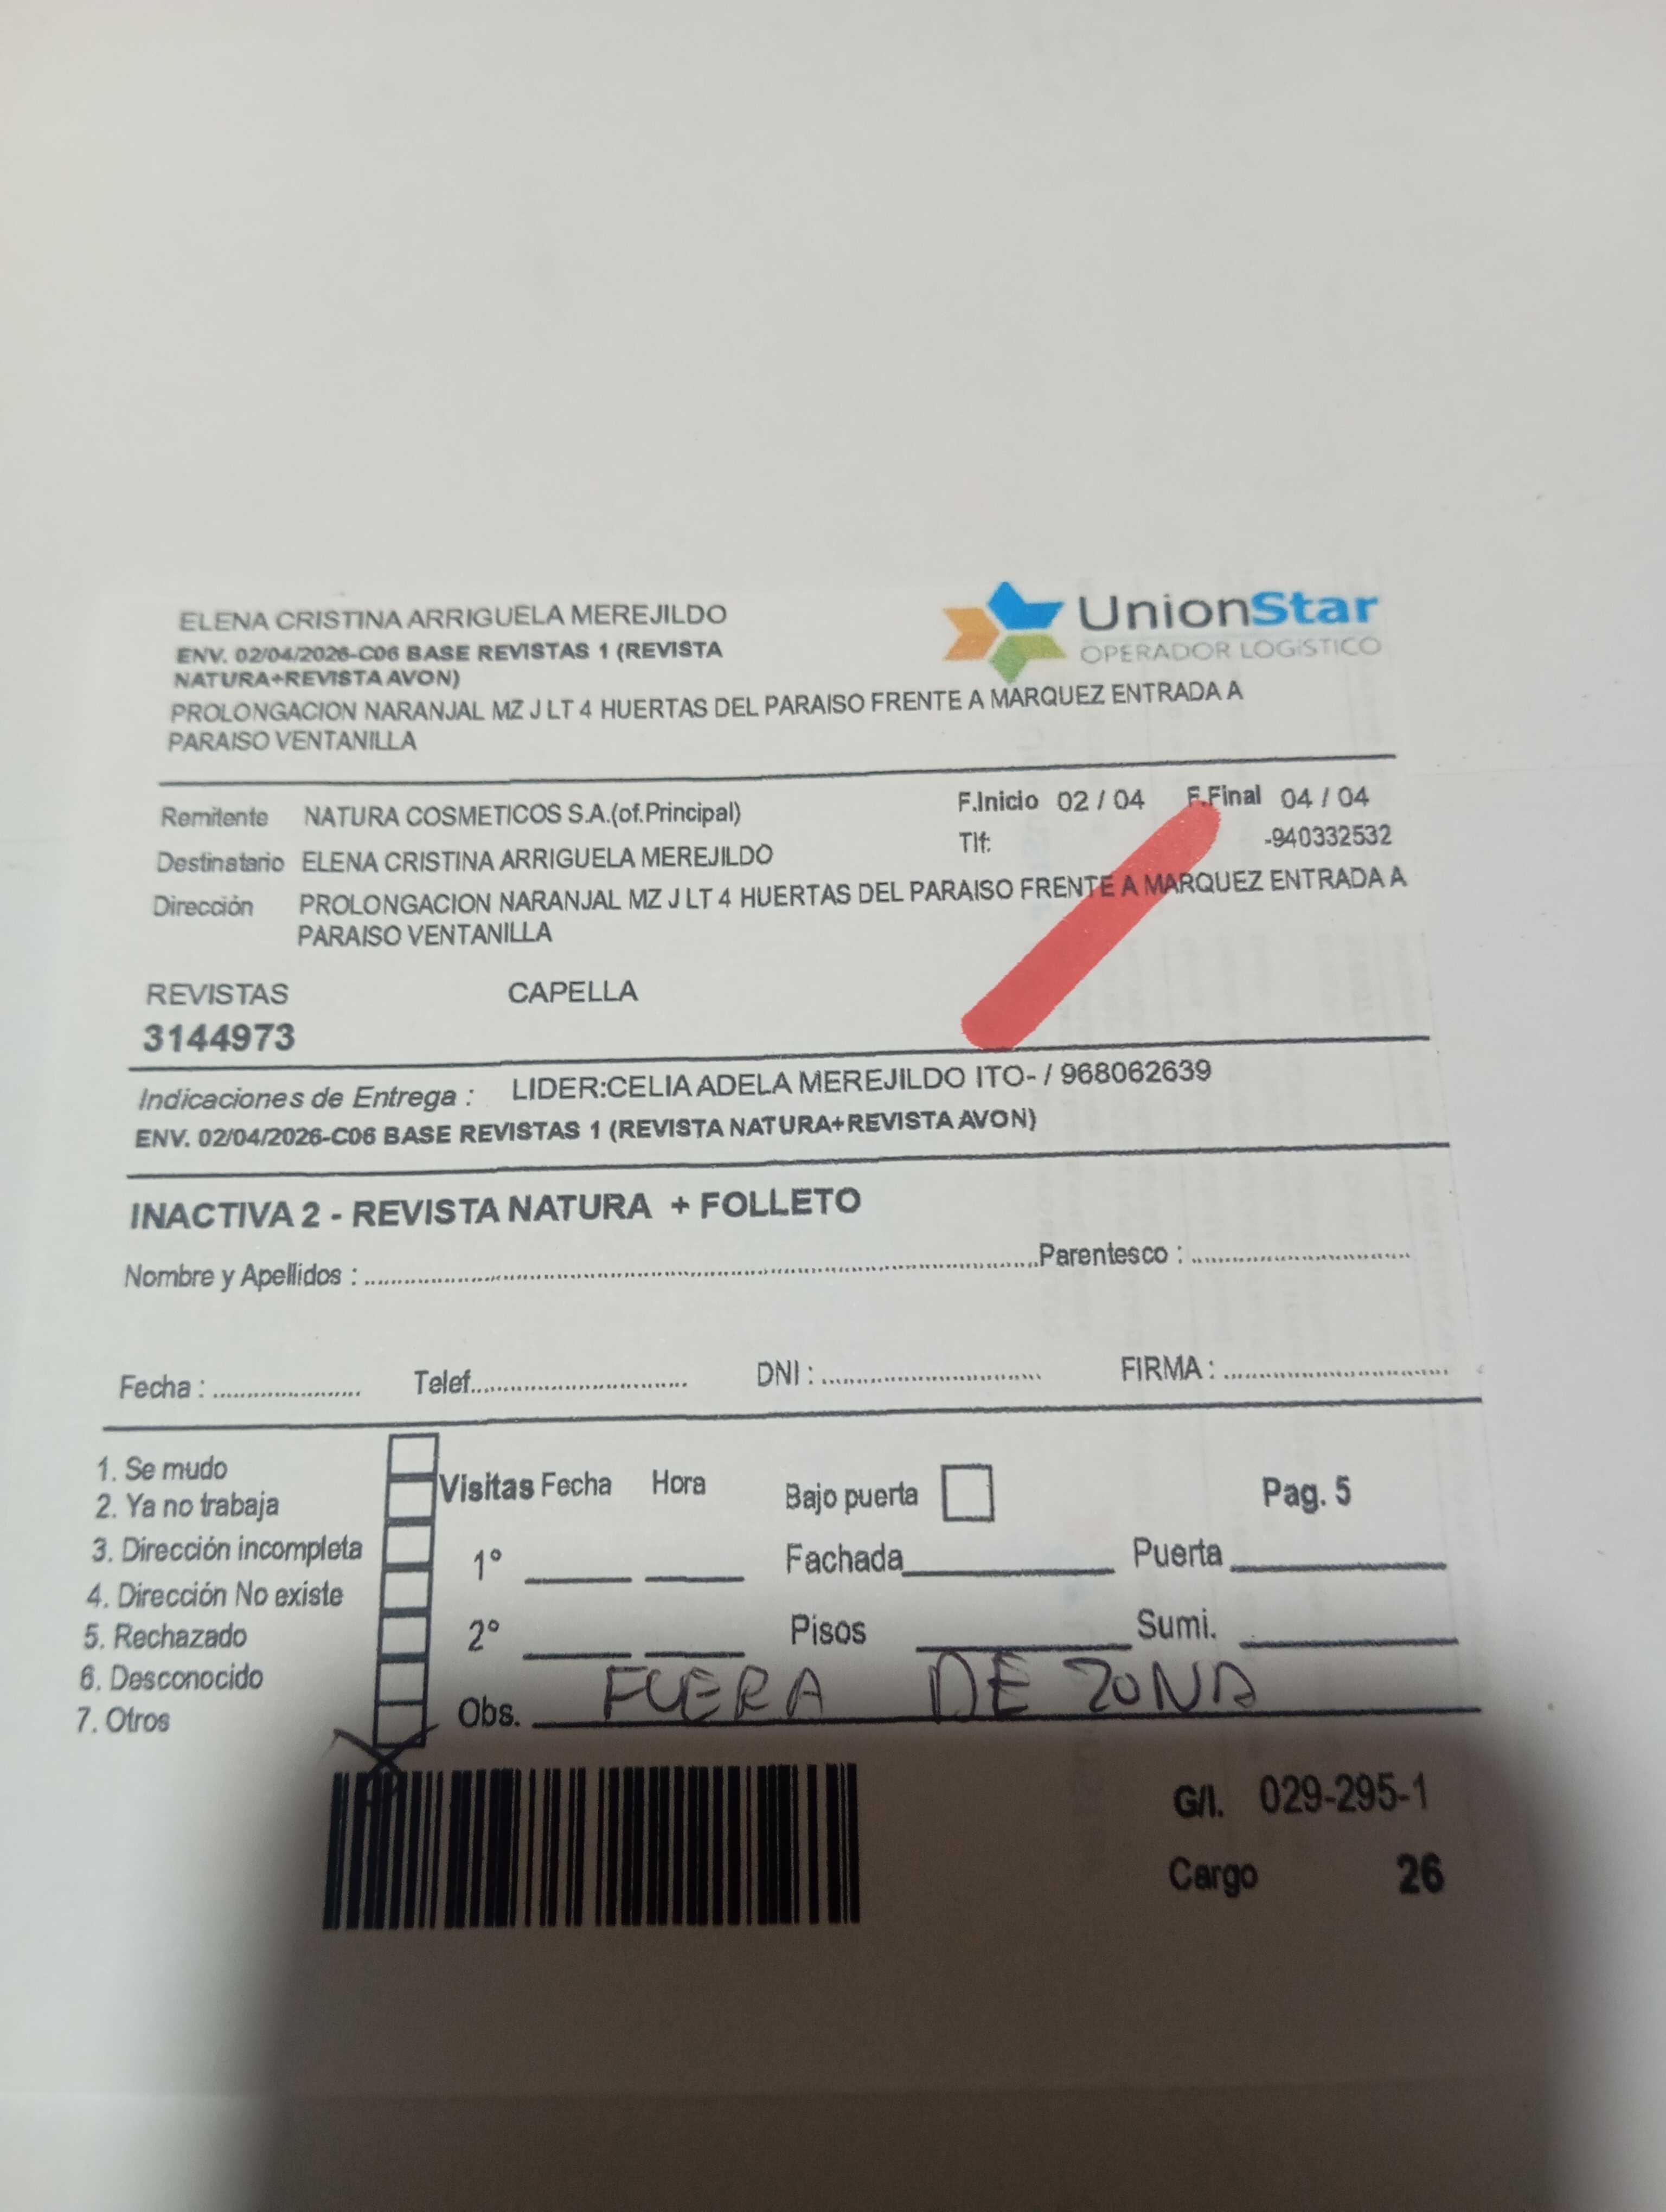 ELENA CRISTINA ARRIGUELA MEREJILDO
ENV. 02/04/2026-C06 BASE REVISTAS 1 (REVISTA
NATURA+REVISTA AVON)
UnionStar
OPERADOR LOGÍSTICO
PROLONGACION NARANJAL MZ J LT 4 HUERTAS DEL PARAISO FRENTE A MARQUEZ ENTRADA A
PARAISO VENTANILLA
Remitente NATURA COSMETICOS S.A.(of.Principal) F.Inicio 02 / 04 F.Final 04 / 04
Destinatario ELENA CRISTINA ARRIGUELA MEREJILDO Tlf: -940332532
Dirección PROLONGACION NARANJAL MZ J LT 4 HUERTAS DEL PARAISO FRENTE A MARQUEZ ENTRADA A
PARAISO VENTANILLA
REVISTAS CAPELLA
3144973
Indicaciones de Entrega : LIDER:CELIA ADELA MEREJILDO ITO- / 968062639
ENV. 02/04/2026-C06 BASE REVISTAS 1 (REVISTA NATURA+REVISTA AVON)
INACTIVA 2 - REVISTA NATURA + FOLLETO
Nombre y Apellidos : Parentesco :
Fecha : Telef. DNI : FIRMA :
1. Se mudo
2. Ya no trabaja
3. Dirección incompleta
4. Dirección No existe
5. Rechazado
6. Desconocido
7. Otros
Visitas Fecha Hora Bajo puerta Pag. 5
1º Fachada Puerta
2º Pisos Sumi.
Obs. FUERA DE ZONA
G/I. 029-295-1
Cargo 26